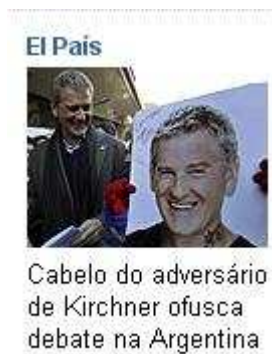 El País
Cabelo do adversário
de Kirchner ofusca
debate na Argentina